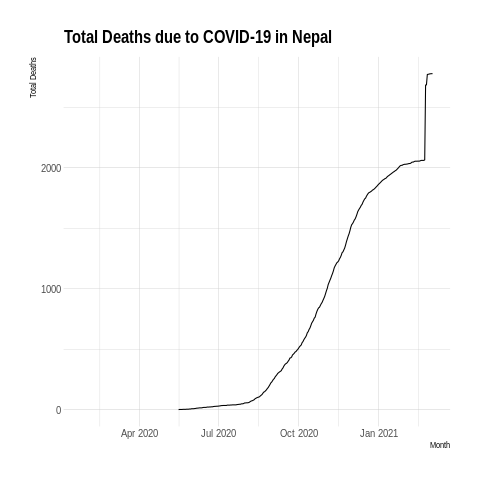 Total Deaths due to COVID-19 in Nepal
Total Deaths
2000
1000
0
Apr 2020 Jul 2020 Oct 2020 Jan 2021
Month